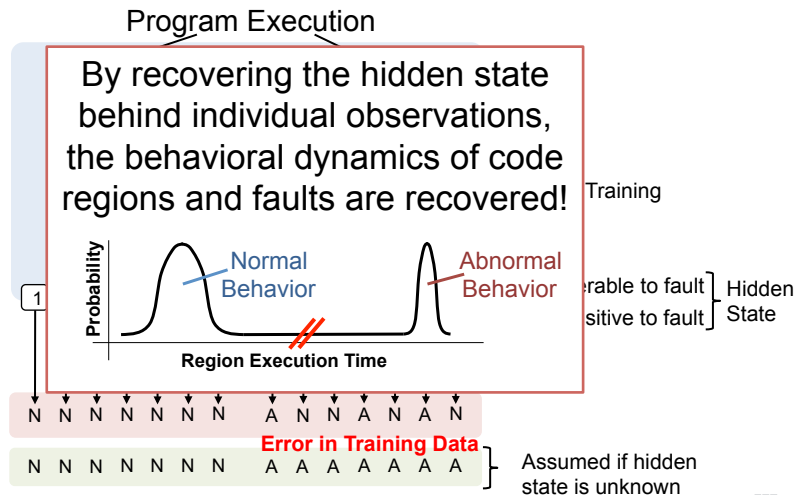 Program Execution
By recovering the hidden state
behind individual observations,
the behavioral dynamics of code
regions and faults are recovered!
Training
Probability
Normal
Behavior
Abnormal
Behavior
Region Execution Time
1
erable to fault
sitive to fault
Hidden
State
N N N N N N N A N N A N A N
Error in Training Data
N N N N N N N A A A A A A A
Assumed if hidden
state is unknown